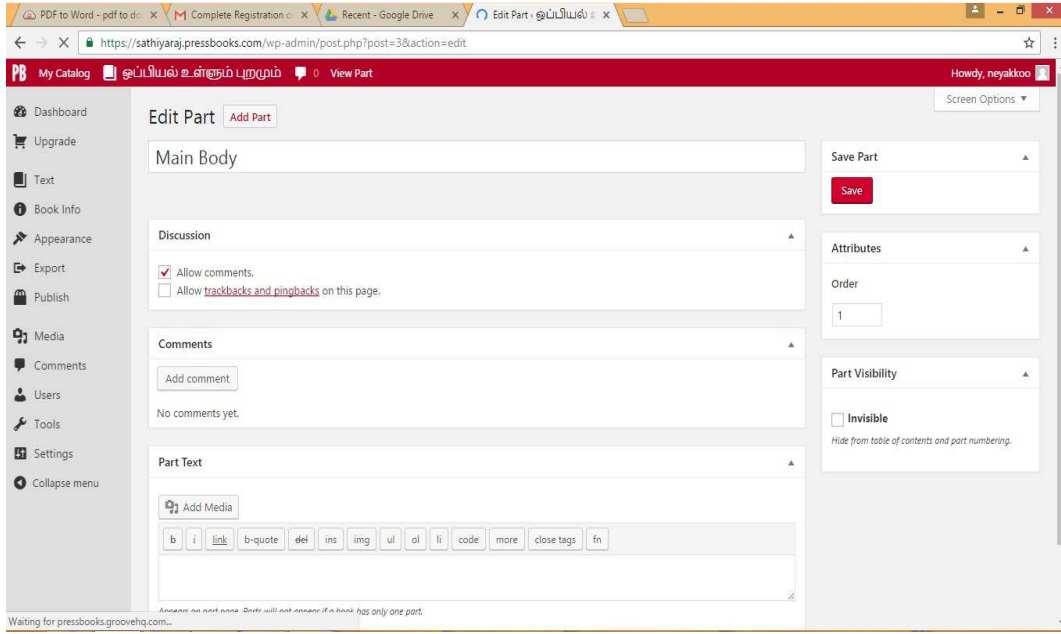 PDF to Word - pdf to do
Complete Registration o
Recent - Google Drive
Edit Part ‹ ஒப்பியல் உ
https://sathiyaraj.pressbooks.com/wp-admin/post.php?post=3&action=edit
PB My Catalog ஒப்பியல் உள்ளும் புறமும் 0 View Part
Howdy, neyakkoo
Screen Options ▼
Dashboard
Upgrade
Text
Book Info
Appearance
Export
Publish
Media
Comments
Users
Tools
Settings
Collapse menu
Edit Part Add Part
Main Body
Discussion
Allow comments.
Allow trackbacks and pingbacks on this page.
Comments
Add comment
No comments yet.
Part Text
Add Media
b i link b-quote del ins img ul ol li code more close tags fn
Appears on part page. Parts will not appear if a book has only one part.
Save Part
Save
Attributes
Order
1
Part Visibility
Invisible
Hide from table of contents and part numbering.
Waiting for pressbooks.groovehq.com...